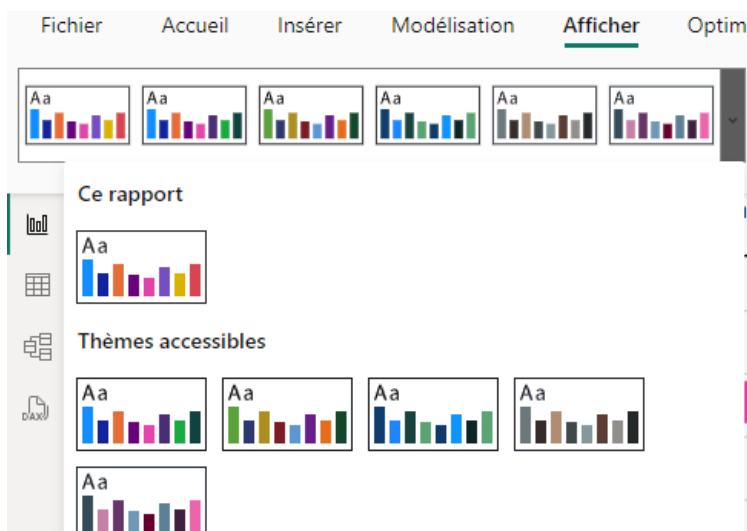 Fichier Accueil Insérer Modélisation Afficher Optim
Aa Aa Aa Aa Aa Aa
Ce rapport
Aa
Thèmes accessibles
Aa Aa Aa Aa
DAX
Aa